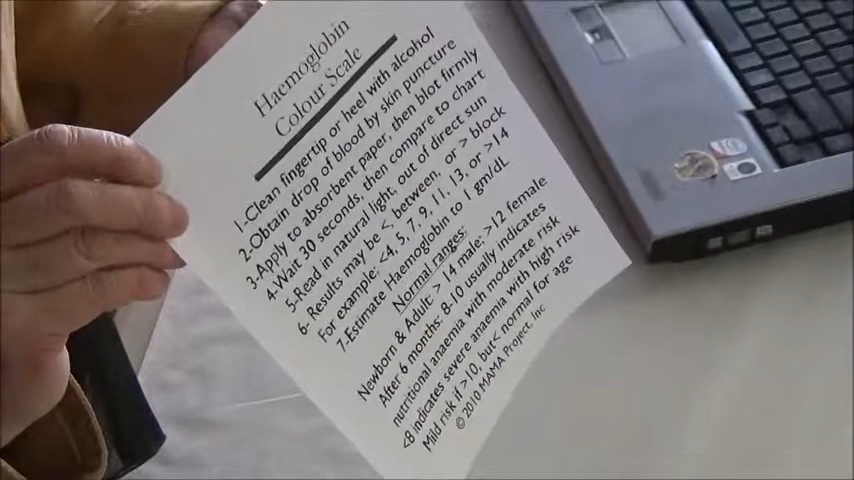 Haemoglobin
Colour Scale
1-Clean fingertip or heel with alcohol
2-Obtain drop of blood by skin puncture
3-Apply to absorbent paper, then blot firmly
4-Wait 30 seconds, then compare to chart
5-Read in natural light, out of direct sun
6- Results may be < between, or > block
For example: <4, 5, 7, 9, 11, 13, or >14
7.Estimate Haemoglobin to 1 gm/dL
Normal ranges:
Newborn & Adult: > 14 male; >12 female
After 6 months: 8-10 usually indicates
nutritional anaemia with moderate risk
<8 indicates severe anaemia with high risk
Mild risk if >10, but< normal for age
© 2010 MAMA Project, Inc